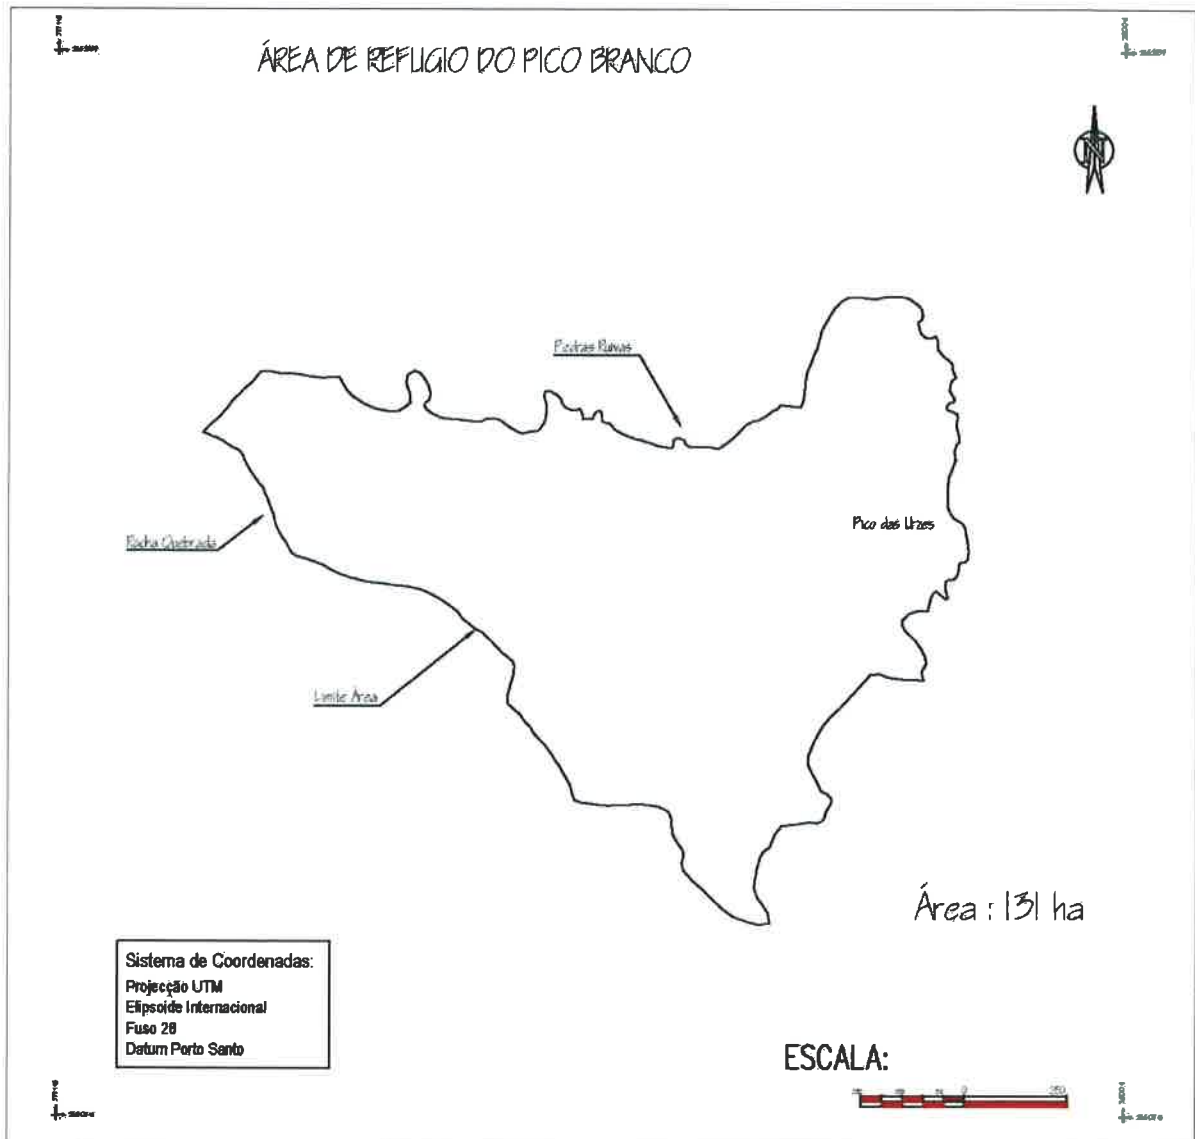 ÁREA DE REFUGIO DO PICO BRANCO
N
Pedras Ruivas
Pico das Urzes
Rocha Quebrada
Limite Área
Área : 131 ha
Sistema de Coordenadas:
Projecção UTM
Elipsoide Internacional
Fuso 28
Datum Porto Santo
ESCALA:
0 250